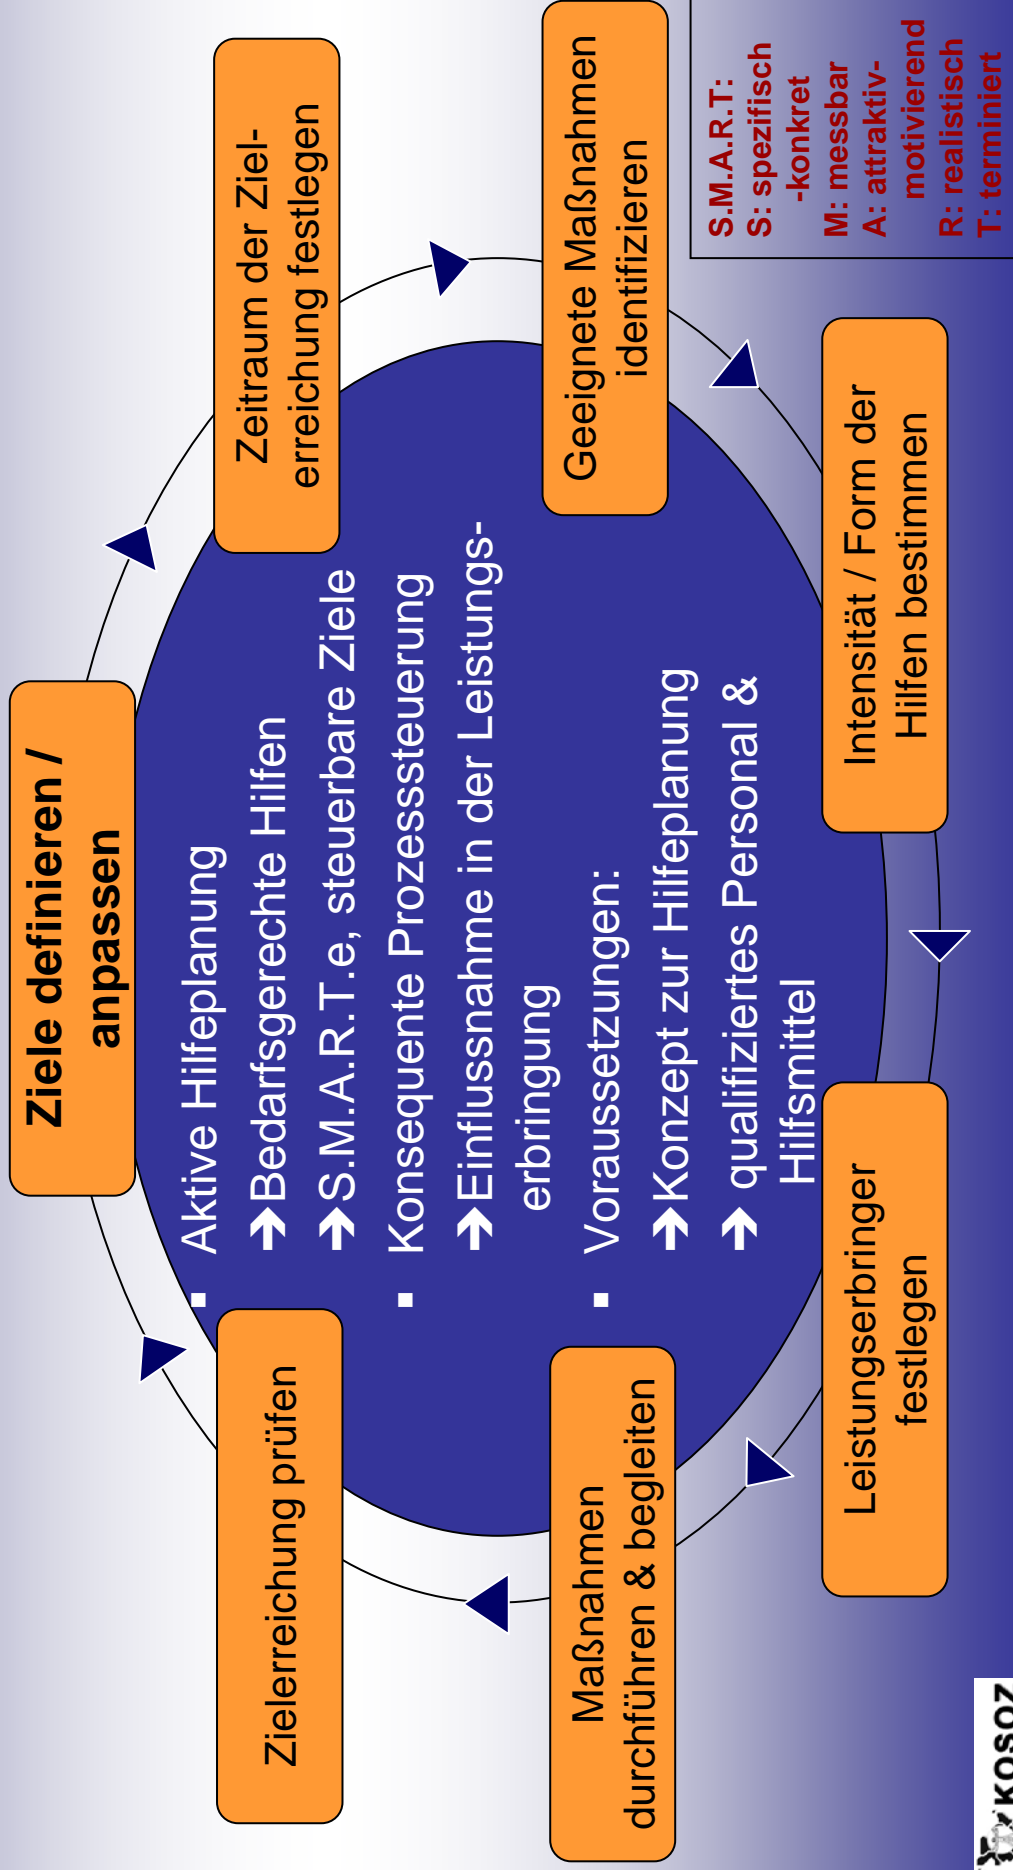 Ziele definieren /
anpassen
Zeitraum der Ziel-
erreichung festlegen
Geeignete Maßnahmen
identifizieren
Intensität / Form der
Hilfen bestimmen
Leistungserbringer
festlegen
Maßnahmen
durchführen & begleiten
Zielerreichung prüfen
▪ Aktive Hilfeplanung
➔Bedarfsgerechte Hilfen
➔S.M.A.R.T.e, steuerbare Ziele
▪ Konsequente Prozesssteuerung
➔Einflussnahme in der Leistungs-
erbringung
▪ Voraussetzungen:
➔Konzept zur Hilfeplanung
➔ qualifiziertes Personal &
Hilfsmittel
S.M.A.R.T:
S: spezifisch
-konkret
M: messbar
A: attraktiv-
motivierend
R: realistisch
T: terminiert
KOSOZ